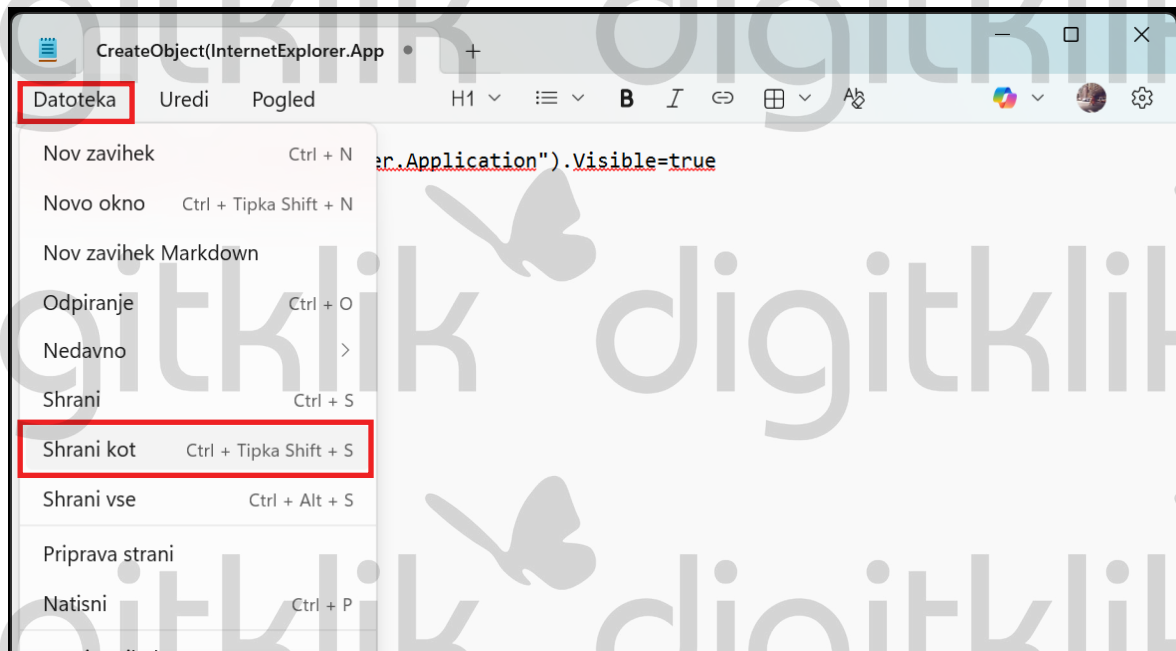 CreateObject(InternetExplorer.App
Datoteka Uredi Pogled H1 B I
er.Application").Visible=true
Nov zavihek Ctrl + N
Novo okno Ctrl + Tipka Shift + N
Nov zavihek Markdown
Odpiranje Ctrl + O
Nedavno
Shrani Ctrl + S
Shrani kot Ctrl + Tipka Shift + S
Shrani vse Ctrl + Alt + S
Priprava strani
Natisni Ctrl + P
digitklik
digitklik
digitklik